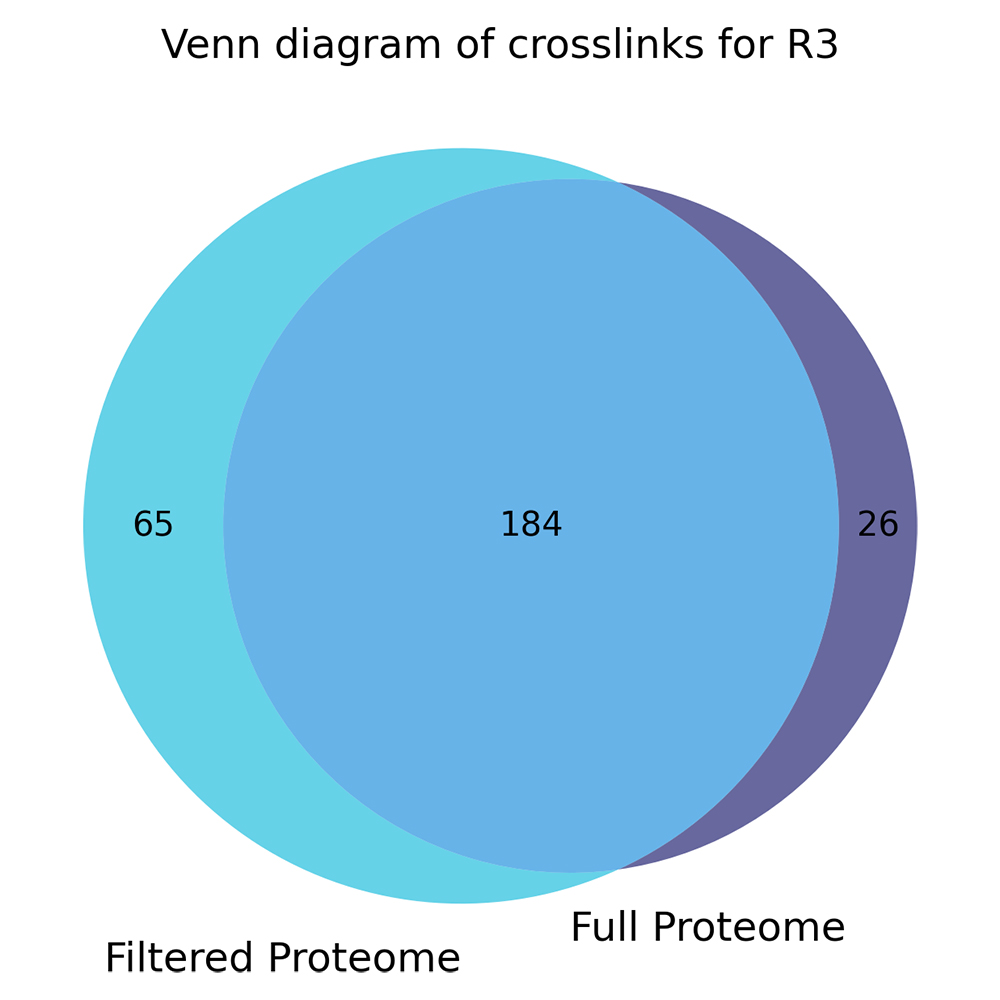 Venn diagram of crosslinks for R3
65
184
26
Full Proteome
Filtered Proteome